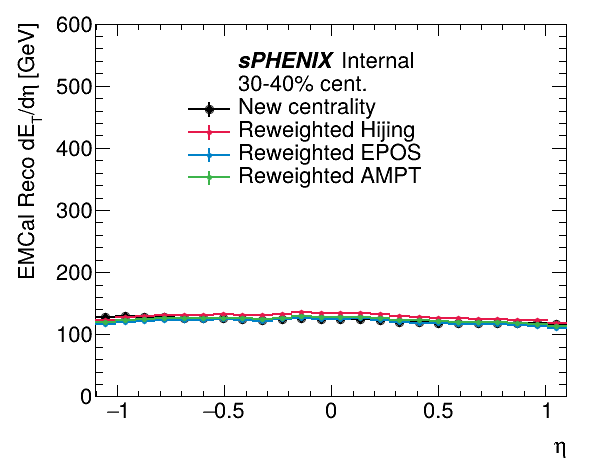 600
500
400
300
200
100
0
EMCal Reco dE_T/dη [GeV]
sPHENIX Internal
30-40% cent.
New centrality
Reweighted Hijing
Reweighted EPOS
Reweighted AMPT
−1 −0.5 0 0.5 1
η